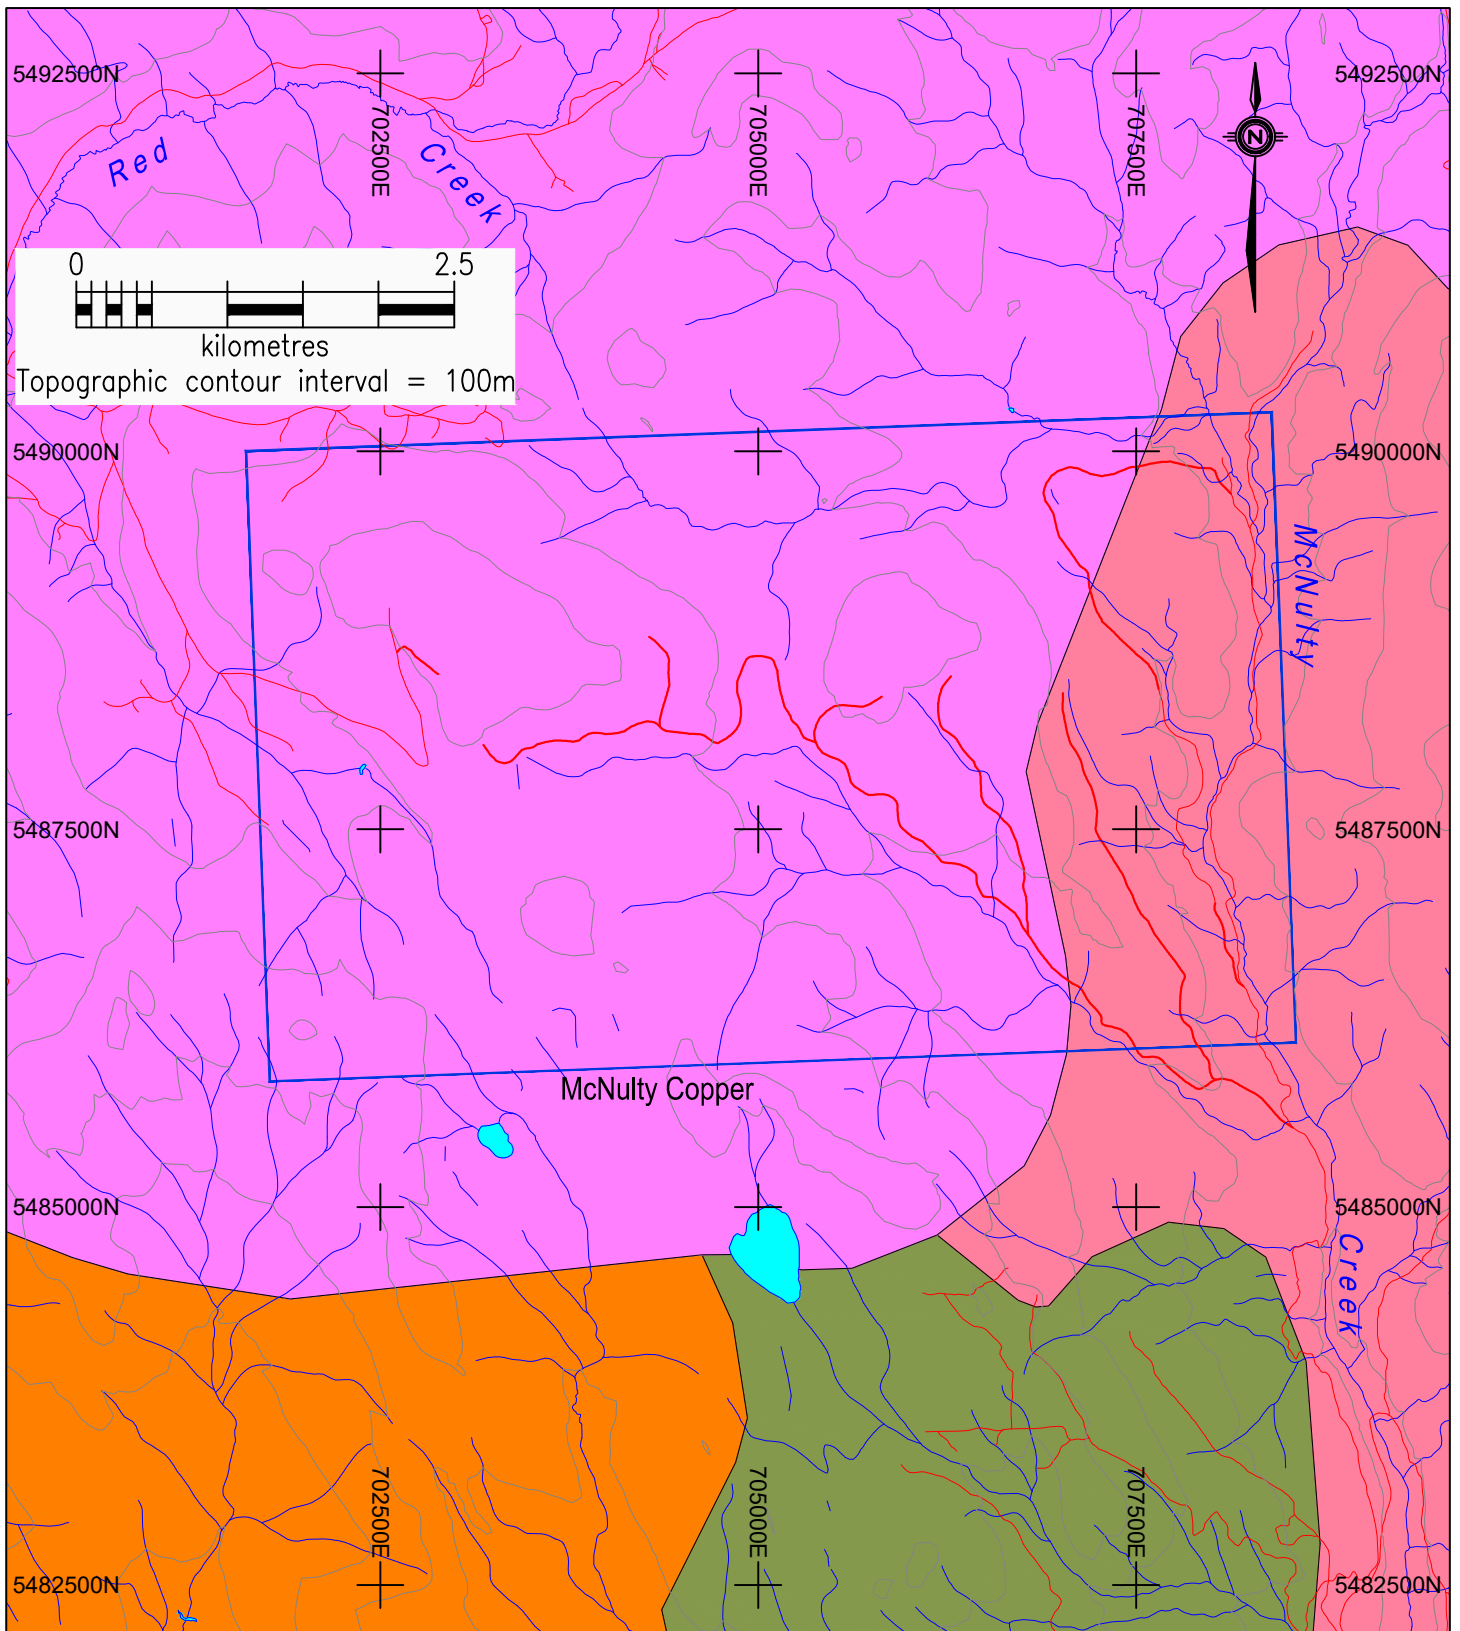 5492500N
5492500N
702500E
705000E
707500E
N
Red
Creek
0 2.5
kilometres
Topographic contour interval = 100m
5490000N
5490000N
McNulty
5487500N
5487500N
McNulty Copper
5485000N
5485000N
Creek
702500E
705000E
707500E
5482500N
5482500N